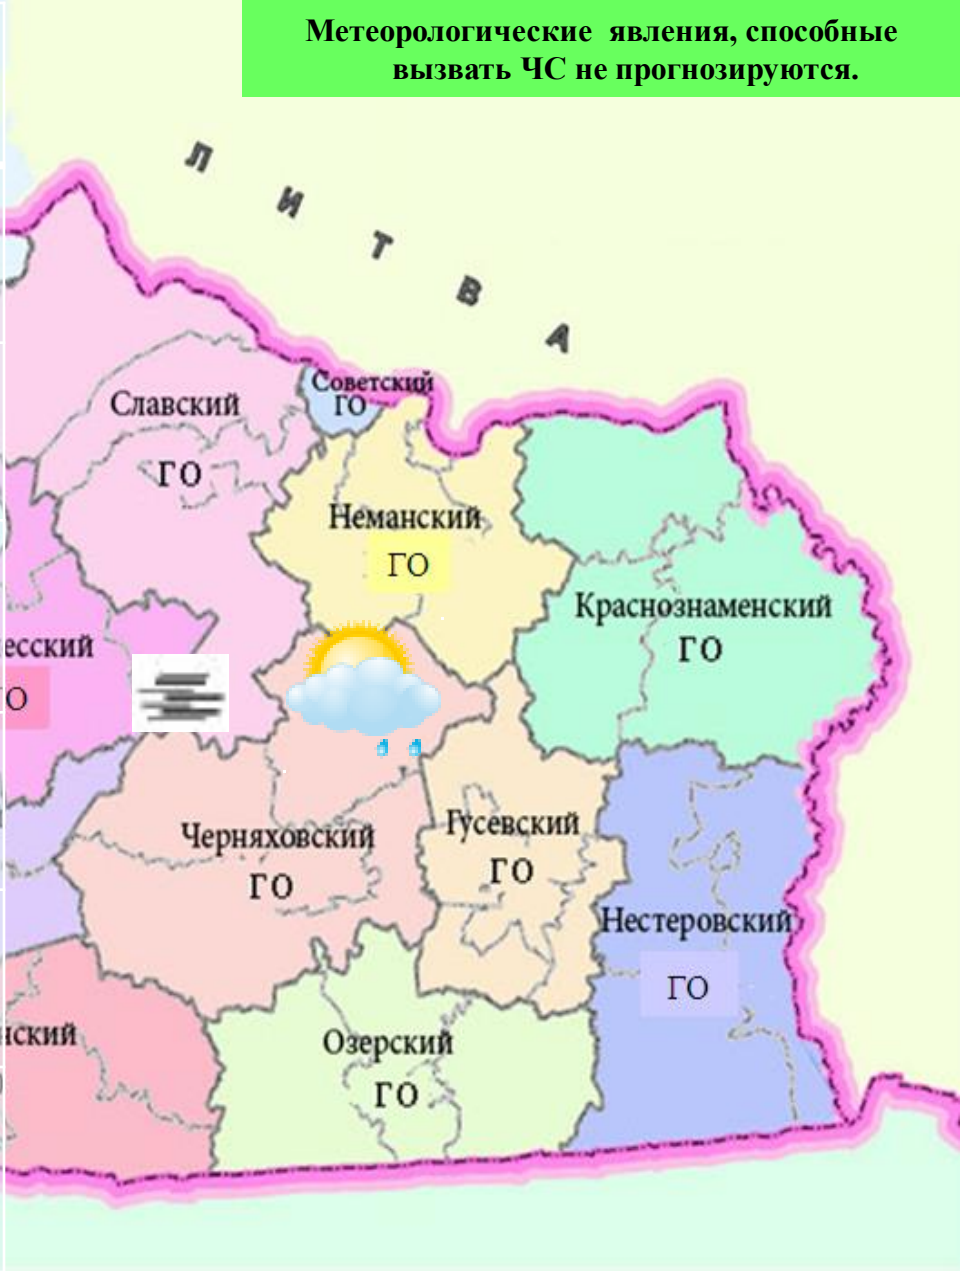 Метеорологические явления, способные
вызвать ЧС не прогнозируются.
ЛИТВА
Советский
ГО
Славский
ГО
Неманский
ГО
Краснознаменский
ГО
есский
О
Гусевский
ГО
Черняховский
ГО
Нестеровский
ГО
нский
Озерский
ГО